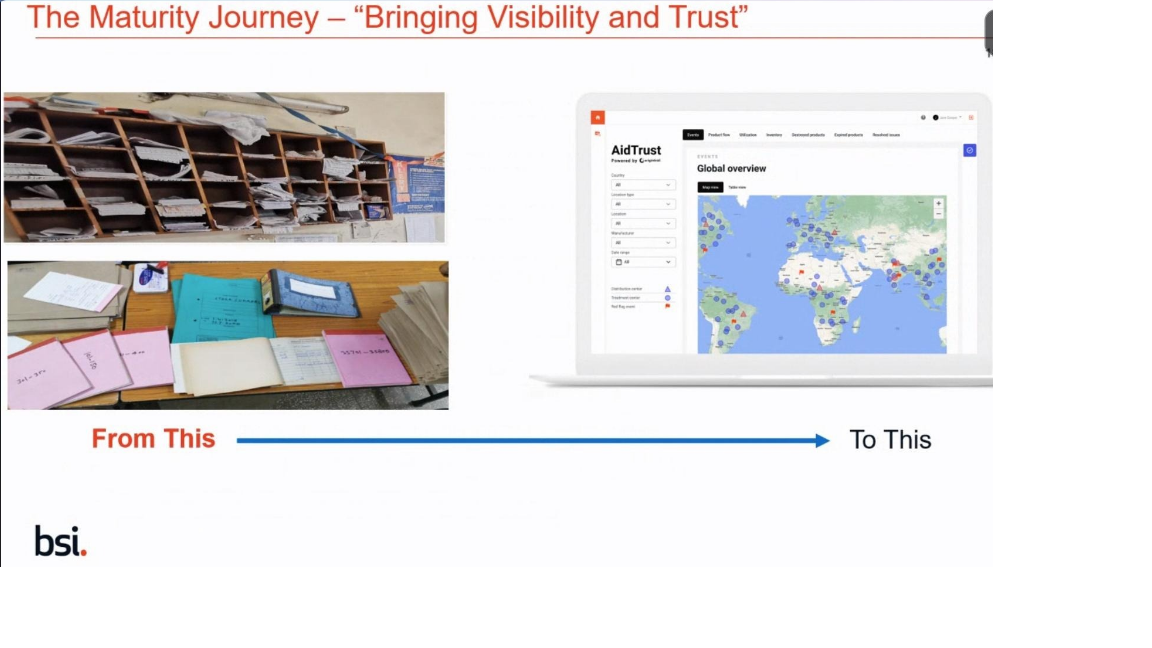 The Maturity Journey – “Bringing Visibility and Trust”
AidTrust
Powered by
Country
All
Location type
All
Location
All
Manufacturer
All
Date range
All
Distribution center
Treatment center
Red flag event
Events Product flow Utilization Inventory Destroyed products Expired products Resolved issues
EVENTS
Global overview
Map view Table view
From This
To This
bsi.